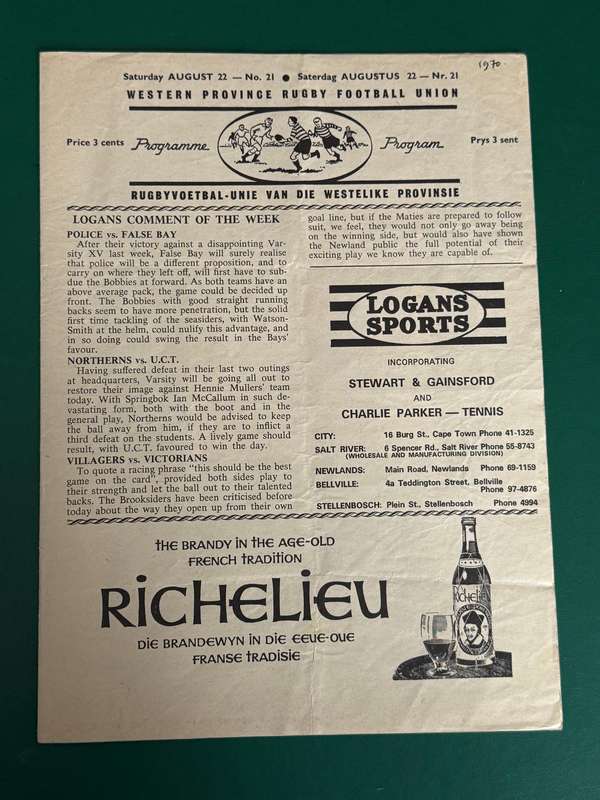 1970.
Saturday AUGUST 22 — No. 21 ● Saterdag AUGUSTUS 22 — Nr. 21
WESTERN PROVINCE RUGBY FOOTBALL UNION
Price 3 cents Programme Program Prys 3 sent
RUGBYVOETBAL-UNIE VAN DIE WESTELIKE PROVINSIE
LOGANS COMMENT OF THE WEEK
POLICE vs. FALSE BAY
After their victory against a disappointing Var-
sity XV last week, False Bay will surely realise
that police will be a different proposition, and to
carry on where they left off, will first have to sub-
due the Bobbies at forward. As both teams have an
above average pack, the game could be decided up
front. The Bobbies with good straight running
backs seem to have more penetration, but the solid
first time tackling of the seasiders, with Watson-
Smith at the helm, could nulify this advantage, and
in so doing could swing the result in the Bays'
favour.
NORTHERNS vs. U.C.T.
Having suffered defeat in their last two outings
at headquarters, Varsity will be going all out to
restore their image against Hennie Mullers' team
today. With Springbok Ian McCallum in such de-
vastating form, both with the boot and in the
general play, Northerns would be advised to keep
the ball away from him, if they are to inflict a
third defeat on the students. A lively game should
result, with U.C.T. favoured to win the day.
VILLAGERS vs. VICTORIANS
To quote a racing phrase "this should be the best
game on the card", provided both sides play to
their strength and let the ball out to their talented
backs. The Brooksiders have been criticised before
today about the way they open up from their own
goal line, but if the Maties are prepared to follow
suit, we feel, they would not only go away being
on the winning side, but would also have shown
the Newland public the full potential of their
exciting play we know they are capable of.
LOGANS
SPORTS
INCORPORATING
STEWART & GAINSFORD
AND
CHARLIE PARKER — TENNIS
CITY: 16 Burg St., Cape Town Phone 41-1325
SALT RIVER: 6 Spencer Rd., Salt River Phone 55-8743
(WHOLESALE AND MANUFACTURING DIVISION)
NEWLANDS: Main Road, Newlands Phone 69-1159
BELLVILLE: 4a Teddington Street, Bellville
Phone 97-4876
STELLENBOSCH: Plein St., Stellenbosch Phone 4994
THE BRANDY IN THE AGE-OLD
FRENCH TRADITION
RICHELIEU
DIE BRANDEWYN IN DIE EEUE-OUE
FRANSE TRADISIE
RICHELIEU